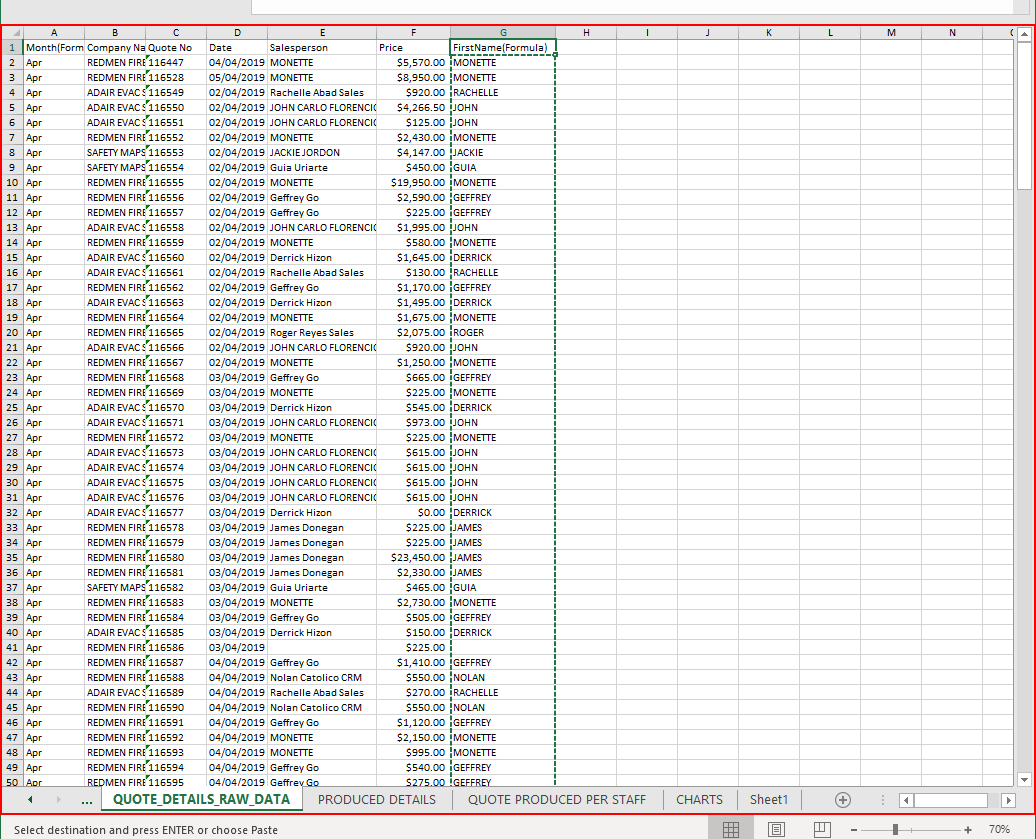 A B C D E F G H I J K L M N
1 Month(Form Company Na Quote No Date Salesperson Price FirstName(Formula)
2 Apr REDMEN FIRE 116447 04/04/2019 MONETTE $5,570.00 MONETTE
3 Apr REDMEN FIRE 116528 05/04/2019 MONETTE $8,950.00 MONETTE
4 Apr ADAIR EVAC S 116549 02/04/2019 Rachelle Abad Sales $920.00 RACHELLE
5 Apr ADAIR EVAC S 116550 02/04/2019 JOHN CARLO FLORENCIO $4,266.50 JOHN
6 Apr ADAIR EVAC S 116551 02/04/2019 JOHN CARLO FLORENCIO $125.00 JOHN
7 Apr REDMEN FIRE 116552 02/04/2019 MONETTE $2,430.00 MONETTE
8 Apr SAFETY MAPS 116553 02/04/2019 JACKIE JORDON $4,147.00 JACKIE
9 Apr SAFETY MAPS 116554 02/04/2019 Guia Uriarte $450.00 GUIA
10 Apr REDMEN FIRE 116555 02/04/2019 MONETTE $19,950.00 MONETTE
11 Apr REDMEN FIRE 116556 02/04/2019 Geffrey Go $2,590.00 GEFFREY
12 Apr REDMEN FIRE 116557 02/04/2019 Geffrey Go $225.00 GEFFREY
13 Apr ADAIR EVAC S 116558 02/04/2019 JOHN CARLO FLORENCIO $1,995.00 JOHN
14 Apr REDMEN FIRE 116559 02/04/2019 MONETTE $580.00 MONETTE
15 Apr ADAIR EVAC S 116560 02/04/2019 Derrick Hizon $1,645.00 DERRICK
16 Apr ADAIR EVAC S 116561 02/04/2019 Rachelle Abad Sales $130.00 RACHELLE
17 Apr REDMEN FIRE 116562 02/04/2019 Geffrey Go $1,170.00 GEFFREY
18 Apr ADAIR EVAC S 116563 02/04/2019 Derrick Hizon $1,495.00 DERRICK
19 Apr REDMEN FIRE 116564 02/04/2019 MONETTE $1,675.00 MONETTE
20 Apr REDMEN FIRE 116565 02/04/2019 Roger Reyes Sales $2,075.00 ROGER
21 Apr ADAIR EVAC S 116566 02/04/2019 JOHN CARLO FLORENCIO $920.00 JOHN
22 Apr REDMEN FIRE 116567 02/04/2019 MONETTE $1,250.00 MONETTE
23 Apr REDMEN FIRE 116568 03/04/2019 Geffrey Go $665.00 GEFFREY
24 Apr REDMEN FIRE 116569 03/04/2019 MONETTE $225.00 MONETTE
25 Apr ADAIR EVAC S 116570 03/04/2019 Derrick Hizon $545.00 DERRICK
26 Apr ADAIR EVAC S 116571 03/04/2019 JOHN CARLO FLORENCIO $973.00 JOHN
27 Apr REDMEN FIRE 116572 03/04/2019 MONETTE $225.00 MONETTE
28 Apr ADAIR EVAC S 116573 03/04/2019 JOHN CARLO FLORENCIO $615.00 JOHN
29 Apr ADAIR EVAC S 116574 03/04/2019 JOHN CARLO FLORENCIO $615.00 JOHN
30 Apr ADAIR EVAC S 116575 03/04/2019 JOHN CARLO FLORENCIO $615.00 JOHN
31 Apr ADAIR EVAC S 116576 03/04/2019 JOHN CARLO FLORENCIO $615.00 JOHN
32 Apr ADAIR EVAC S 116577 03/04/2019 Derrick Hizon $0.00 DERRICK
33 Apr REDMEN FIRE 116578 03/04/2019 James Donegan $225.00 JAMES
34 Apr REDMEN FIRE 116579 03/04/2019 James Donegan $225.00 JAMES
35 Apr REDMEN FIRE 116580 03/04/2019 James Donegan $23,450.00 JAMES
36 Apr REDMEN FIRE 116581 03/04/2019 James Donegan $2,330.00 JAMES
37 Apr SAFETY MAPS 116582 03/04/2019 Guia Uriarte $465.00 GUIA
38 Apr REDMEN FIRE 116583 03/04/2019 MONETTE $2,730.00 MONETTE
39 Apr REDMEN FIRE 116584 03/04/2019 Geffrey Go $505.00 GEFFREY
40 Apr ADAIR EVAC S 116585 03/04/2019 Derrick Hizon $150.00 DERRICK
41 Apr REDMEN FIRE 116586 03/04/2019 $225.00
42 Apr REDMEN FIRE 116587 04/04/2019 Geffrey Go $1,410.00 GEFFREY
43 Apr REDMEN FIRE 116588 04/04/2019 Nolan Catolico CRM $550.00 NOLAN
44 Apr ADAIR EVAC S 116589 04/04/2019 Rachelle Abad Sales $270.00 RACHELLE
45 Apr REDMEN FIRE 116590 04/04/2019 Nolan Catolico CRM $550.00 NOLAN
46 Apr REDMEN FIRE 116591 04/04/2019 Geffrey Go $1,120.00 GEFFREY
47 Apr REDMEN FIRE 116592 04/04/2019 MONETTE $2,150.00 MONETTE
48 Apr REDMEN FIRE 116593 04/04/2019 MONETTE $995.00 MONETTE
49 Apr REDMEN FIRE 116594 04/04/2019 Geffrey Go $540.00 GEFFREY
50 Apr REDMEN FIRE 116595 04/04/2019 Geffrey Go $275.00 GEFFREY
... QUOTE_DETAILS_RAW_DATA PRODUCED DETAILS QUOTE PRODUCED PER STAFF CHARTS Sheet1
Select destination and press ENTER or choose Paste 70%